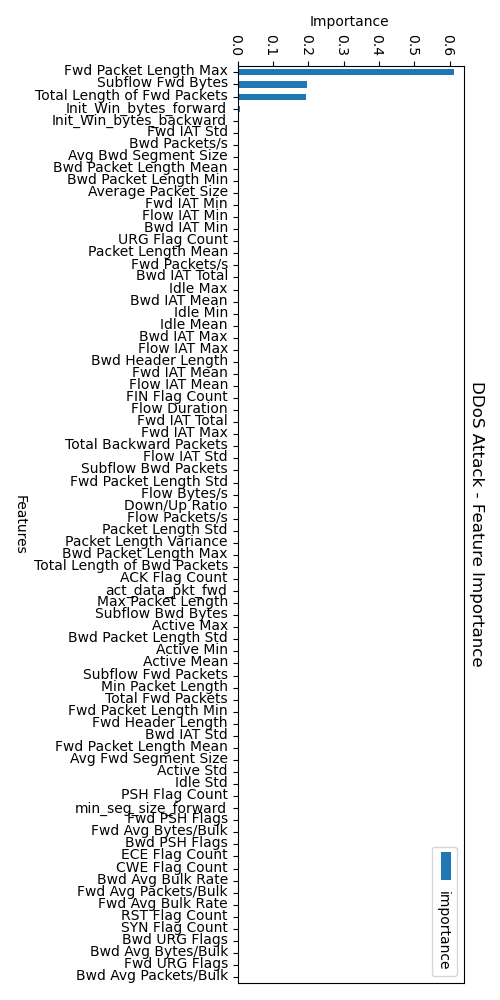 Importance
0.0 0.1 0.2 0.3 0.4 0.5 0.6
Fwd Packet Length Max
Subflow Fwd Bytes
Total Length of Fwd Packets
Init_Win_bytes_forward
Init_Win_bytes_backward
Fwd IAT Std
Bwd Packets/s
Avg Bwd Segment Size
Bwd Packet Length Mean
Bwd Packet Length Min
Average Packet Size
Fwd IAT Min
Flow IAT Min
Bwd IAT Min
URG Flag Count
Packet Length Mean
Fwd Packets/s
Bwd IAT Total
Idle Max
Bwd IAT Mean
Idle Min
Idle Mean
Bwd IAT Max
Flow IAT Max
Bwd Header Length
Fwd IAT Mean
Flow IAT Mean
FIN Flag Count
Flow Duration
Fwd IAT Total
Fwd IAT Max
Total Backward Packets
Flow IAT Std
Subflow Bwd Packets
Fwd Packet Length Std
Flow Bytes/s
Down/Up Ratio
Flow Packets/s
Packet Length Std
Packet Length Variance
Bwd Packet Length Max
Total Length of Bwd Packets
ACK Flag Count
act_data_pkt_fwd
Max Packet Length
Subflow Bwd Bytes
Active Max
Bwd Packet Length Std
Active Min
Active Mean
Subflow Fwd Packets
Min Packet Length
Total Fwd Packets
Fwd Packet Length Min
Fwd Header Length
Bwd IAT Std
Fwd Packet Length Mean
Avg Fwd Segment Size
Active Std
Idle Std
PSH Flag Count
min_seg_size_forward
Fwd PSH Flags
Fwd Avg Bytes/Bulk
Bwd PSH Flags
ECE Flag Count
CWE Flag Count
Bwd Avg Bulk Rate
Fwd Avg Packets/Bulk
Fwd Avg Bulk Rate
RST Flag Count
SYN Flag Count
Bwd URG Flags
Bwd Avg Bytes/Bulk
Fwd URG Flags
Bwd Avg Packets/Bulk
Features
DDoS Attack - Feature Importance
importance